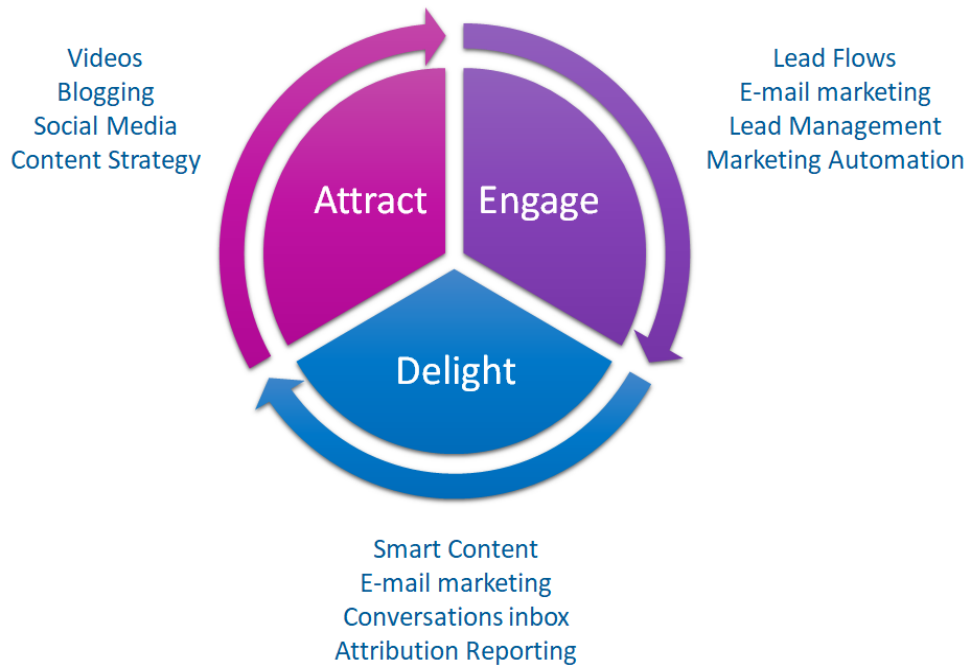 Videos
Blogging
Social Media
Content Strategy
Attract
Engage
Lead Flows
E-mail marketing
Lead Management
Marketing Automation
Delight
Smart Content
E-mail marketing
Conversations inbox
Attribution Reporting